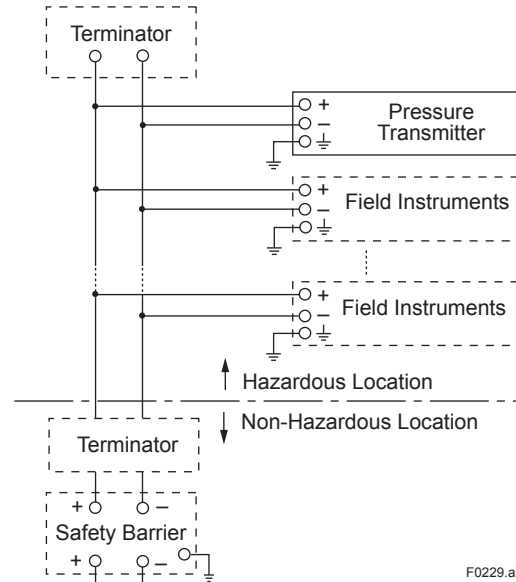 Terminator
+
Pressure
Transmitter
–
+
Field Instruments
–
+
Field Instruments
–
Hazardous Location
Non-Hazardous Location
Terminator
+ –
Safety Barrier
+ –
F0229.a